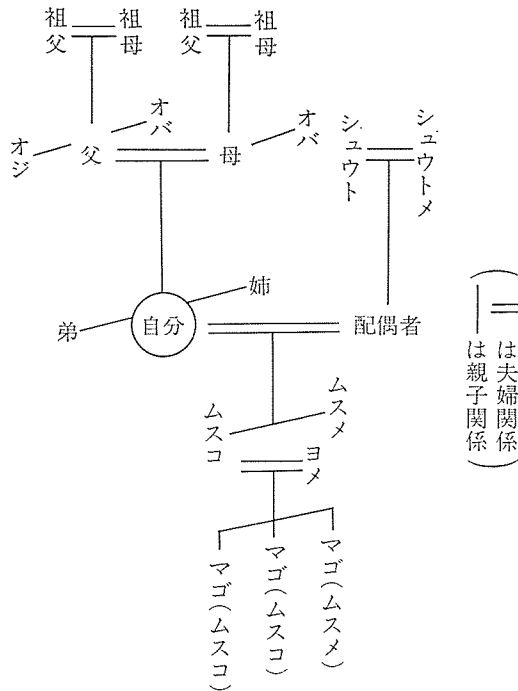 祖父
祖母
祖父
祖母
オジ
父
オバ
母
オバ
シュウト
シュウトメ
弟
自分
姉
配偶者
ムスコ
ムスメ
ヨメ
マゴ(ムスコ)
マゴ(ムスコ)
マゴ(ムスメ)
(═は夫婦関係
─は親子関係)